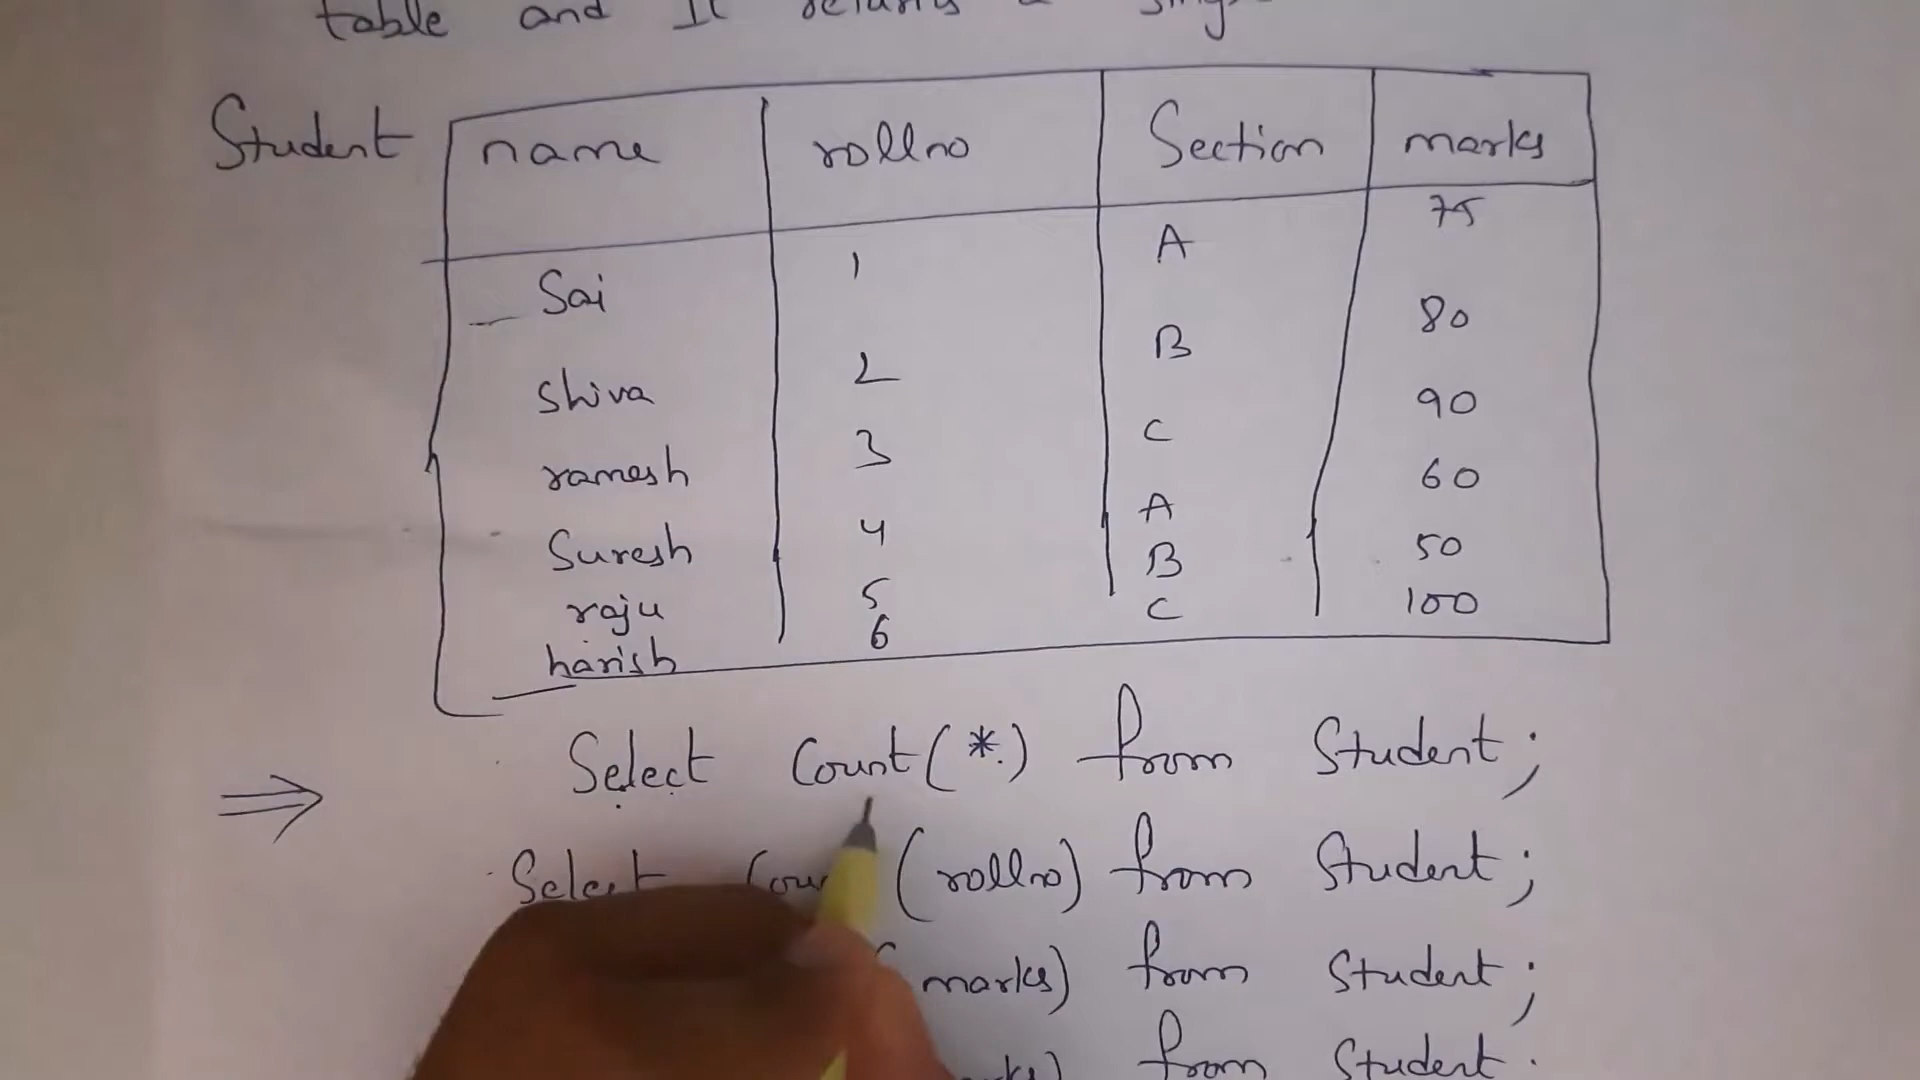 table and It returns a
Student name rollno Section marks
Sai 1 A 75
Shiva 2 B 80
ramesh 3 C 90
Suresh 4 A 60
raju 5 B 50
harish 6 C 100
⇒ Select Count(*) from Student;
Select (rollno) from Student;
marks) from Student;
from Student